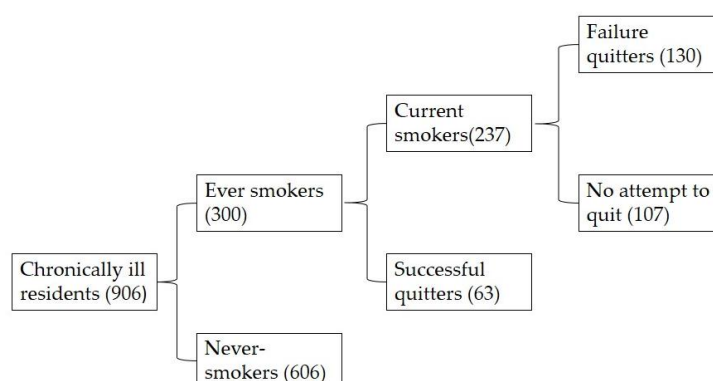 Failure
quitters (130)
Current
smokers(237)
Ever smokers
(300)
No attempt to
quit (107)
Chronically ill
residents (906)
Successful
quitters (63)
Never-
smokers (606)